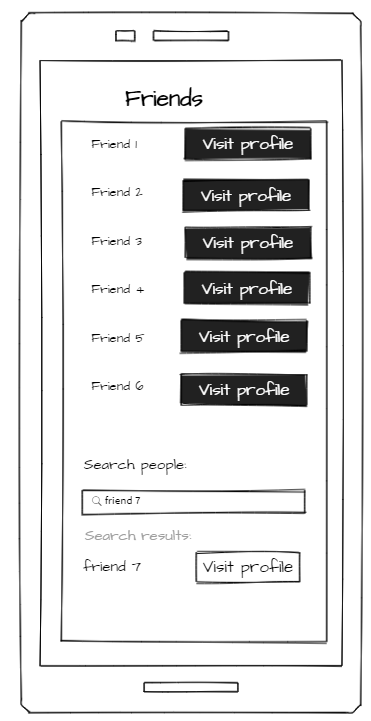 Friends
Friend 1 Visit profile
Friend 2 Visit profile
Friend 3 Visit profile
Friend 4 Visit profile
Friend 5 Visit profile
Friend 6 Visit profile
Search people:
friend 7
Search results:
friend 7 Visit profile